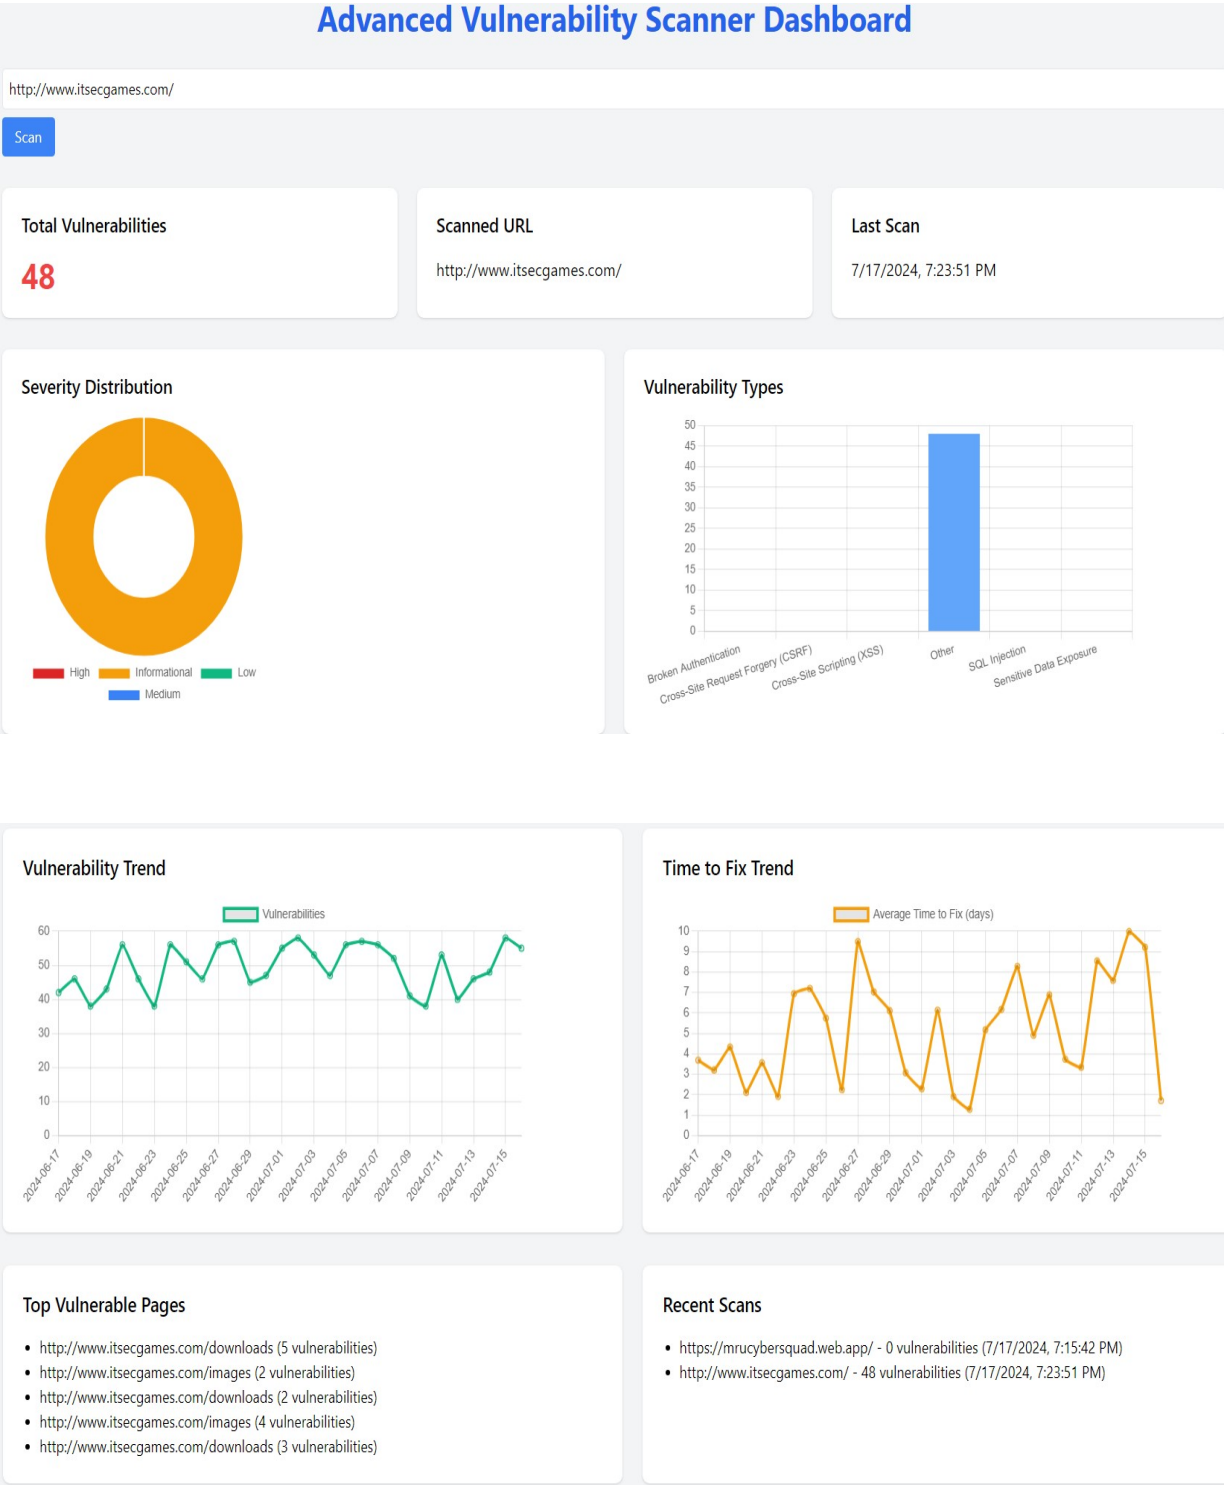 Advanced Vulnerability Scanner Dashboard
http://www.itsecgames.com/
Scan
Total Vulnerabilities
48
Scanned URL
http://www.itsecgames.com/
Last Scan
7/17/2024, 7:23:51 PM
Severity Distribution
High Informational Low
Medium
Vulnerability Types
50
45
40
35
30
25
20
15
10
5
0
Broken Authentication
Cross-Site Request Forgery (CSRF)
Cross-Site Scripting (XSS)
Other
SQL Injection
Sensitive Data Exposure
Vulnerability Trend
Vulnerabilities
60
50
40
30
20
10
0
2024-06-17
2024-06-19
2024-06-21
2024-06-23
2024-06-25
2024-06-27
2024-06-29
2024-07-01
2024-07-03
2024-07-05
2024-07-07
2024-07-09
2024-07-11
2024-07-13
2024-07-15
Time to Fix Trend
Average Time to Fix (days)
10
9
8
7
6
5
4
3
2
1
0
2024-06-17
2024-06-19
2024-06-21
2024-06-23
2024-06-25
2024-06-27
2024-06-29
2024-07-01
2024-07-03
2024-07-05
2024-07-07
2024-07-09
2024-07-11
2024-07-13
2024-07-15
Top Vulnerable Pages
• http://www.itsecgames.com/downloads (5 vulnerabilities)
• http://www.itsecgames.com/images (2 vulnerabilities)
• http://www.itsecgames.com/downloads (2 vulnerabilities)
• http://www.itsecgames.com/images (4 vulnerabilities)
• http://www.itsecgames.com/downloads (3 vulnerabilities)
Recent Scans
• https://mrucybersquad.web.app/ - 0 vulnerabilities (7/17/2024, 7:15:42 PM)
• http://www.itsecgames.com/ - 48 vulnerabilities (7/17/2024, 7:23:51 PM)